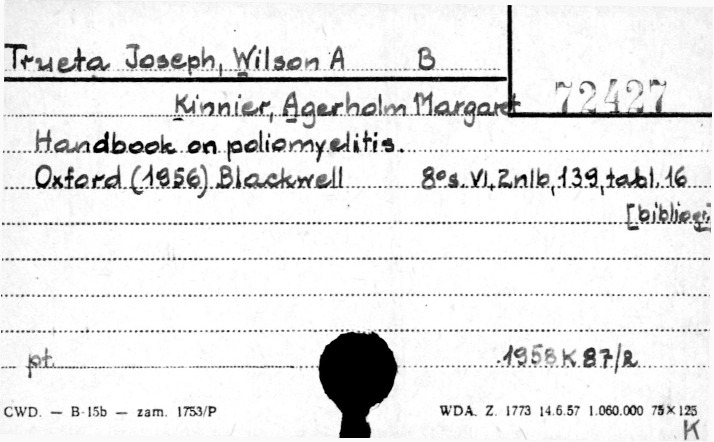 Trueta Joseph, Wilson A B
72427
Kinnier, Agerholm Margaret
Handbook on poliomyelitis.
Oxford (1956) Blackwell 8° s. VI, 2nlb, 139, tabl. 16
[bibliogr
pt. 1958 K 87/2
CWD. — B-15b — zam. 1753/P WDA. Z. 1773 14.6.57 1.060.000 75×125
K